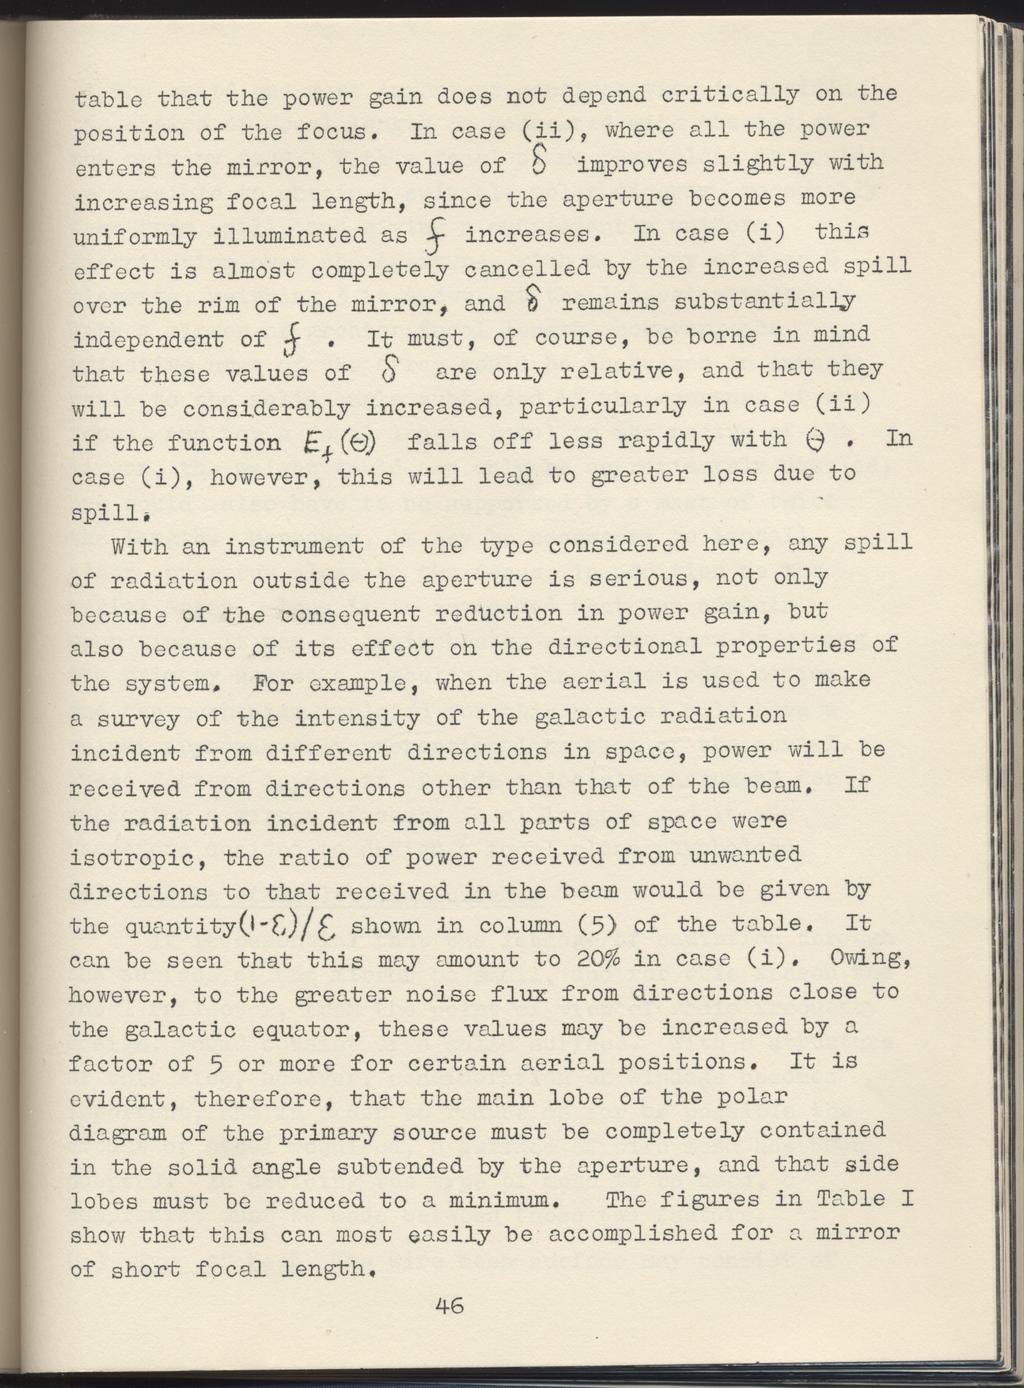 table that the power gain does not depend critically on the
position of the focus. In case (ii), where all the power
enters the mirror, the value of δ improves slightly with
increasing focal length, since the aperture becomes more
uniformly illuminated as f increases. In case (i) this
effect is almost completely cancelled by the increased spill
over the rim of the mirror, and δ remains substantially
independent of f . It must, of course, be borne in mind
that these values of δ are only relative, and that they
will be considerably increased, particularly in case (ii)
if the function E₁(Θ) falls off less rapidly with Θ . In
case (i), however, this will lead to greater loss due to
spill.
With an instrument of the type considered here, any spill
of radiation outside the aperture is serious, not only
because of the consequent reduction in power gain, but
also because of its effect on the directional properties of
the system. For example, when the aerial is used to make
a survey of the intensity of the galactic radiation
incident from different directions in space, power will be
received from directions other than that of the beam. If
the radiation incident from all parts of space were
isotropic, the ratio of power received from unwanted
directions to that received in the beam would be given by
the quantity(1-ε)/ε shown in column (5) of the table. It
can be seen that this may amount to 20% in case (i). Owing,
however, to the greater noise flux from directions close to
the galactic equator, these values may be increased by a
factor of 5 or more for certain aerial positions. It is
evident, therefore, that the main lobe of the polar
diagram of the primary source must be completely contained
in the solid angle subtended by the aperture, and that side
lobes must be reduced to a minimum. The figures in Table I
show that this can most easily be accomplished for a mirror
of short focal length.
46